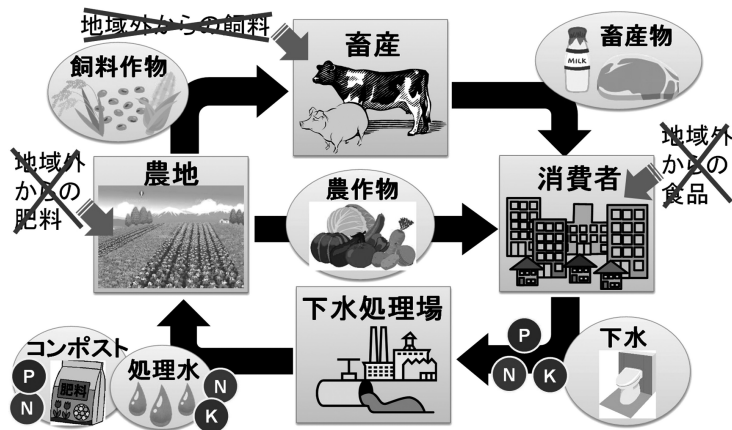 地域外からの飼料
飼料作物
畜産
畜産物
MILK
地域外
からの
肥料
農地
農作物
消費者
地域外
からの
食品
コンポスト
P
N
肥料
処理水
N
K
下水処理場
P
N
K
下水